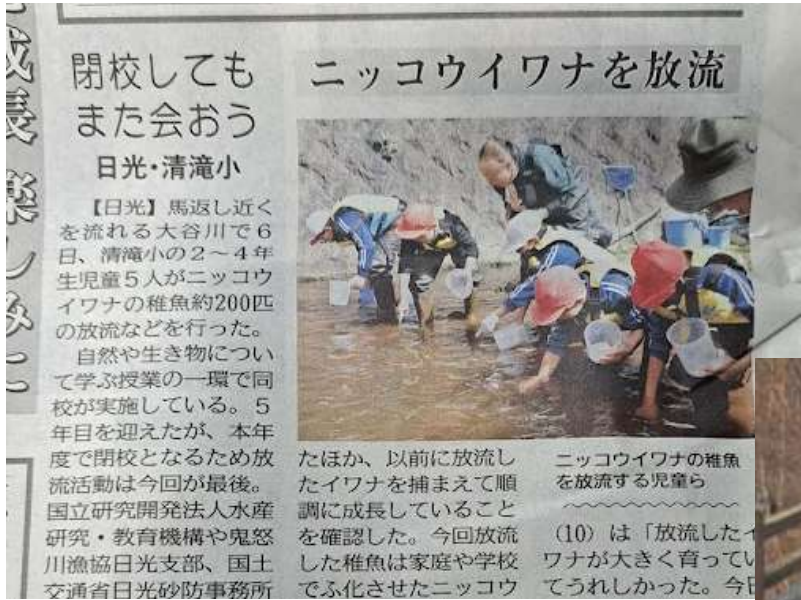 成長楽しみに
ニッコウイワナを放流
閉校しても
また会おう
日光・清滝小
【日光】馬返し近く
を流れる大谷川で6
日、清滝小の2〜4年
生児童5人がニッコウ
イワナの稚魚約200匹
の放流などを行った。
自然や生き物につい
て学ぶ授業の一環で同
校が実施している。5
年目を迎えたが、本年
度で閉校となるため放
流活動は今回が最後。
国立研究開発法人水産
研究・教育機構や鬼怒
川漁協日光支部、国土
交通省日光砂防事務所
たほか、以前に放流し
たイワナを捕まえて順
調に成長していること
を確認した。今回放流
した稚魚は家庭や学校
でふ化させたニッコウ
ニッコウイワナの稚魚
を放流する児童ら
(10)は「放流したイ
ワナが大きく育ってい
てうれしかった。今日